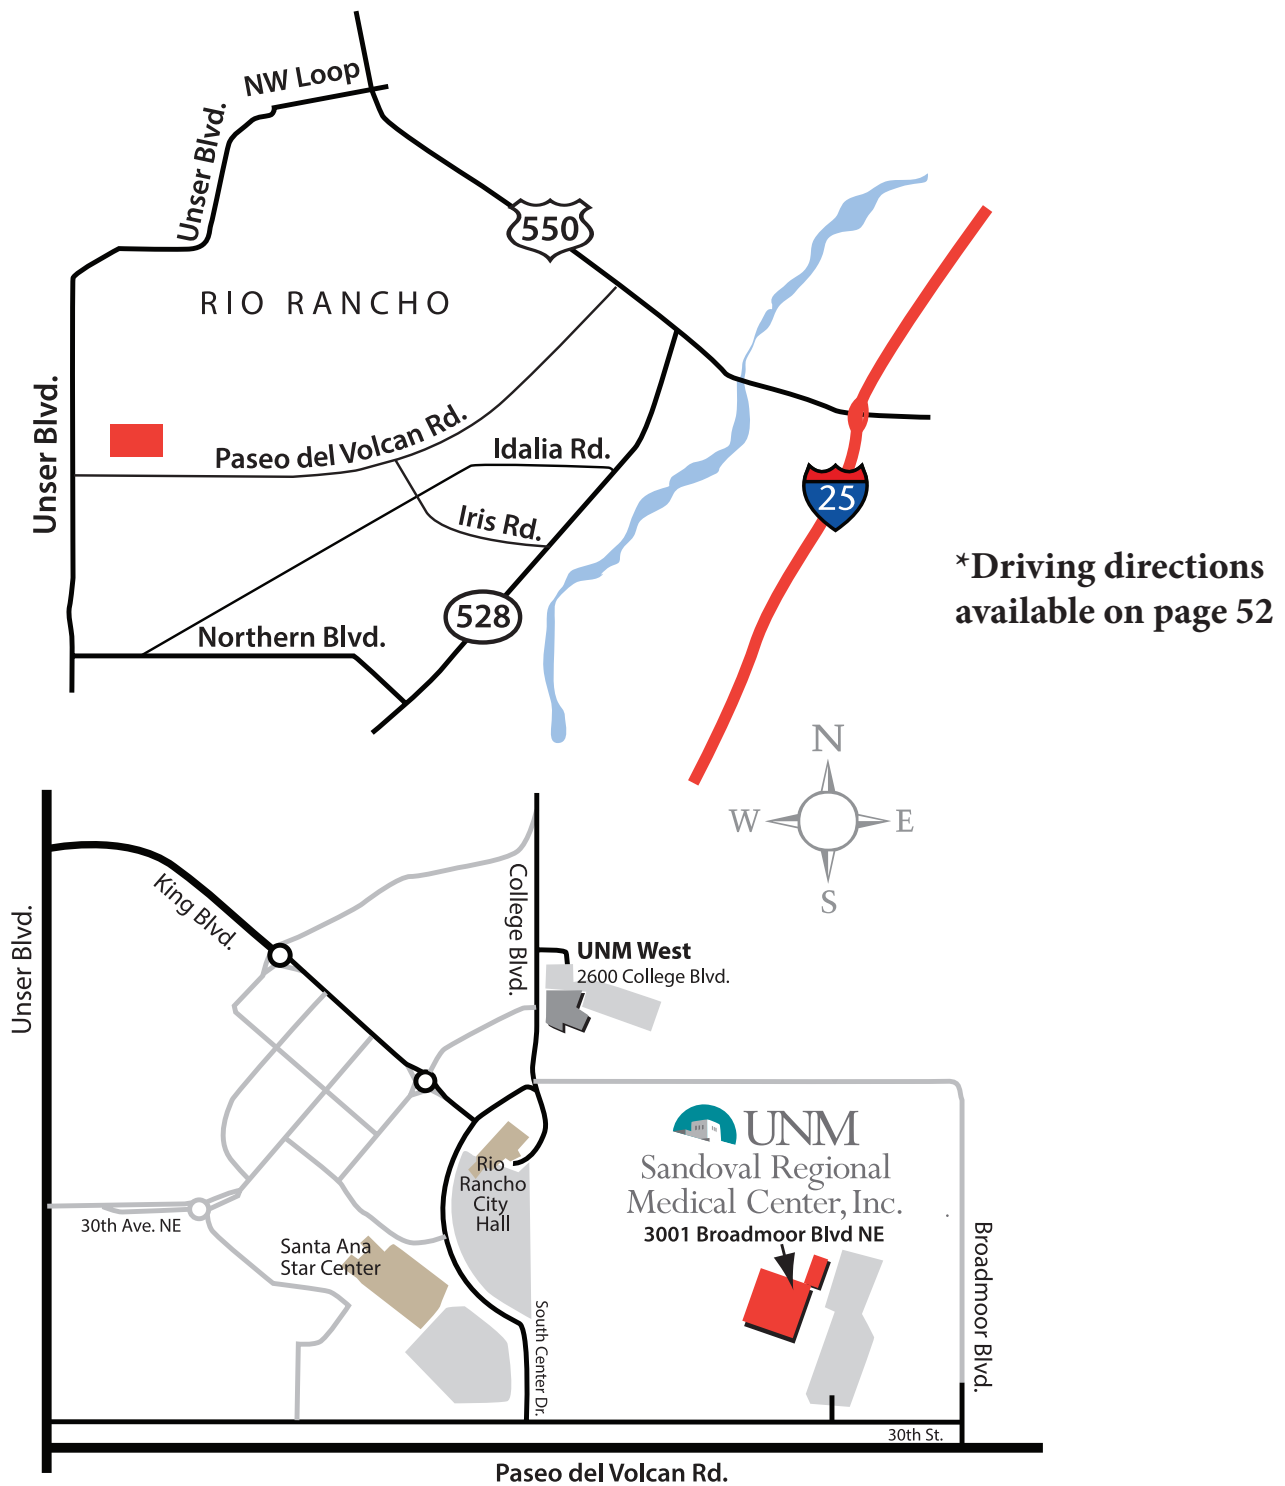 NW Loop
Unser Blvd.
550
RIO RANCHO
Unser Blvd.
Paseo del Volcan Rd.
Idalia Rd.
25
Iris Rd.
*Driving directions
available on page 52
528
Northern Blvd.
N
W
E
S
King Blvd.
College Blvd.
Unser Blvd.
UNM West
2600 College Blvd.
UNM
Sandoval Regional
Medical Center, Inc.
3001 Broadmoor Blvd NE
Rio
Rancho
City
Hall
30th Ave. NE
Santa Ana
Star Center
South Center Dr.
Broadmoor Blvd.
30th St.
Paseo del Volcan Rd.